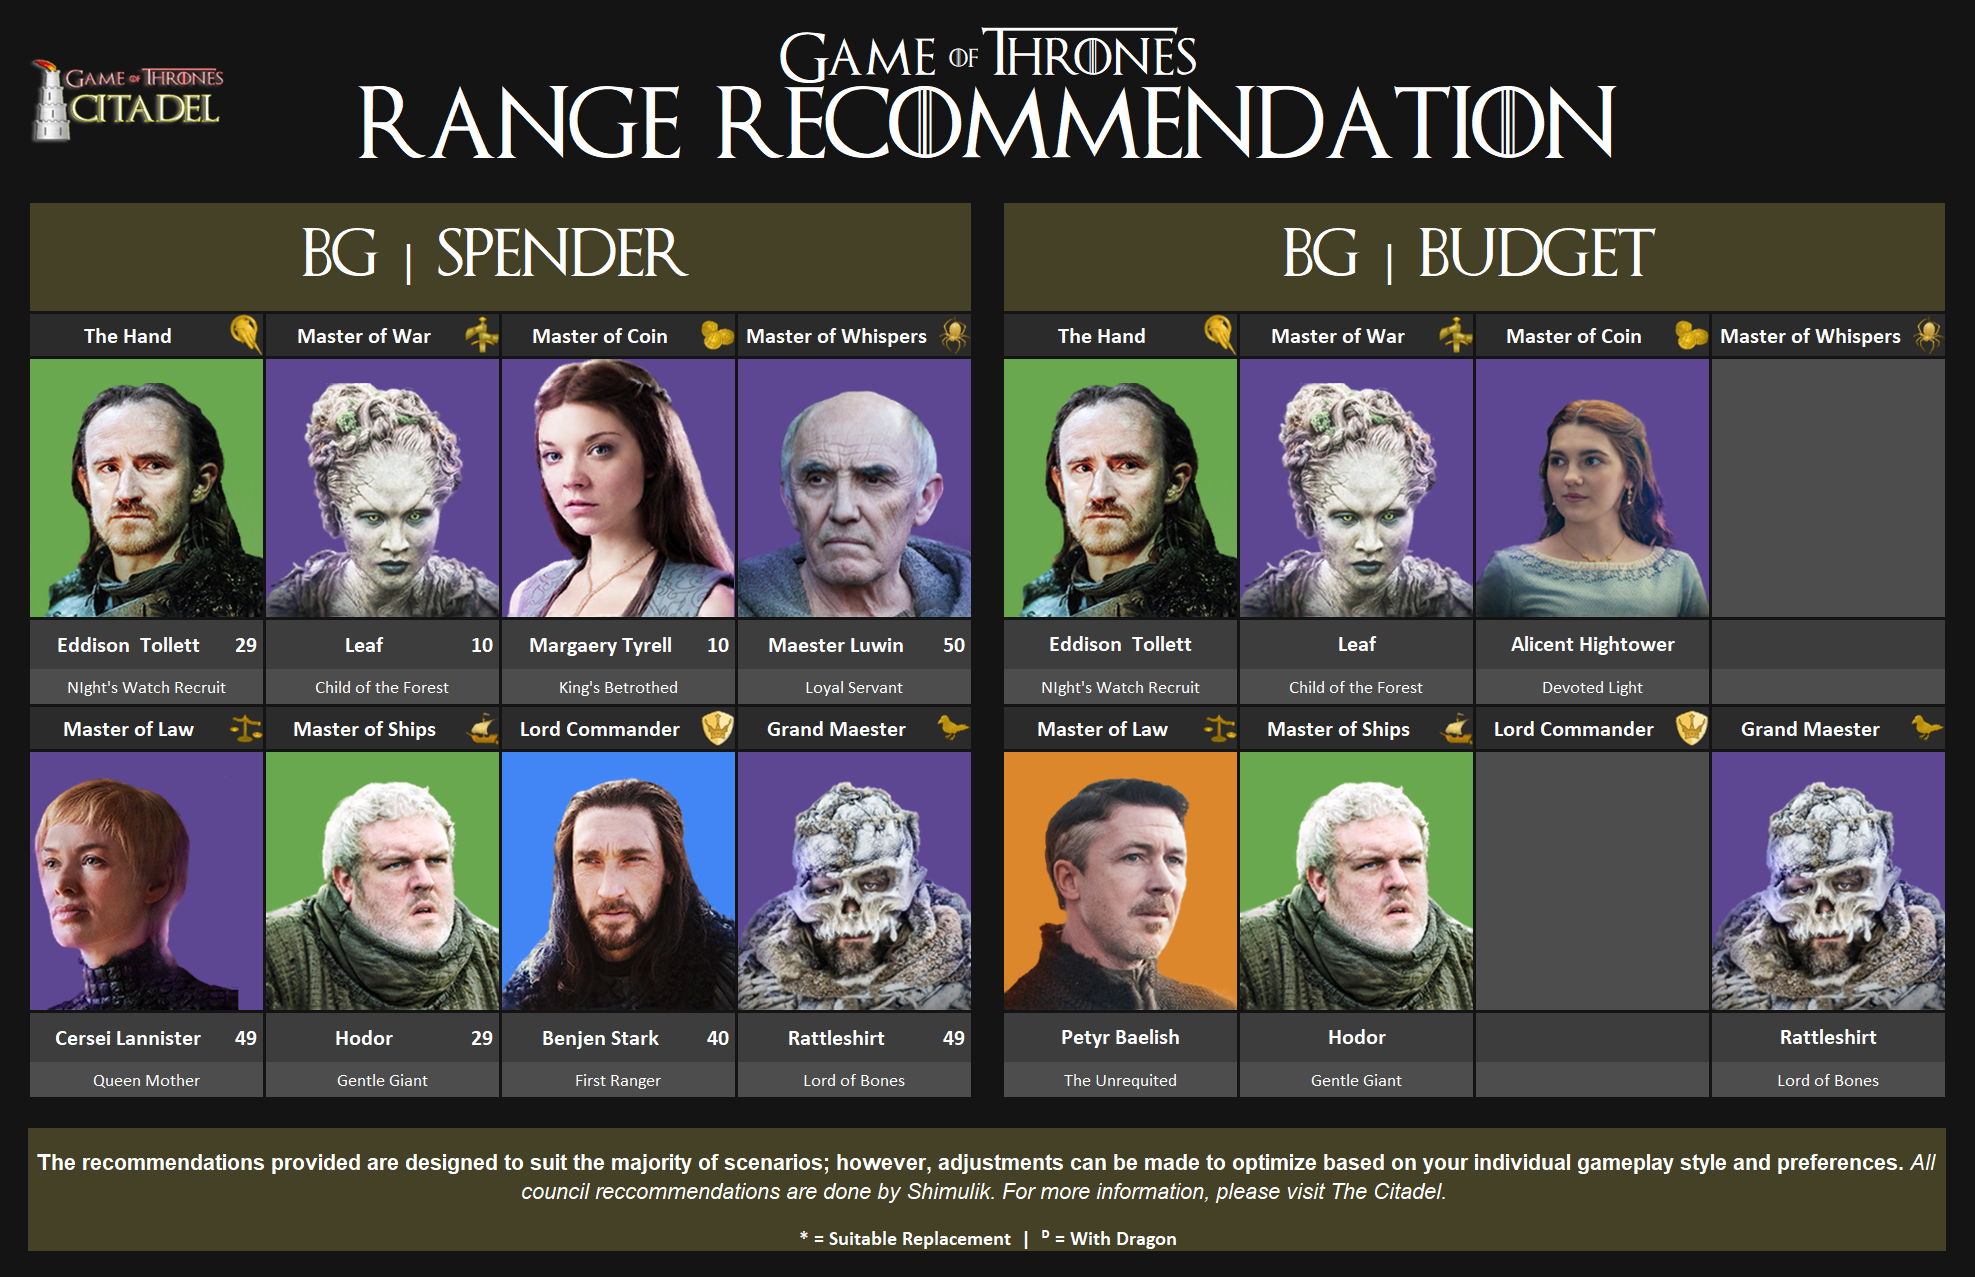 GAME OF THRONES
CITADEL
GAME OF THRONES
RANGE RECOMMENDATION
BG | SPENDER
The Hand
Master of War
Master of Coin
Master of Whispers
Eddison  Tollett 29
Leaf 10
Margaery Tyrell 10
Maester Luwin 50
NIght's Watch Recruit
Child of the Forest
King's Betrothed
Loyal Servant
Master of Law
Master of Ships
Lord Commander
Grand Maester
Cersei Lannister 49
Hodor 29
Benjen Stark 40
Rattleshirt 49
Queen Mother
Gentle Giant
First Ranger
Lord of Bones
BG | BUDGET
The Hand
Master of War
Master of Coin
Master of Whispers
Eddison  Tollett
Leaf
Alicent Hightower
NIght's Watch Recruit
Child of the Forest
Devoted Light
Master of Law
Master of Ships
Lord Commander
Grand Maester
Petyr Baelish
Hodor
Rattleshirt
The Unrequited
Gentle Giant
Lord of Bones
The recommendations provided are designed to suit the majority of scenarios; however, adjustments can be made to optimize based on your individual gameplay style and preferences. All
council reccommendations are done by Shimulik. For more information, please visit The Citadel.
* = Suitable Replacement | ᴰ = With Dragon